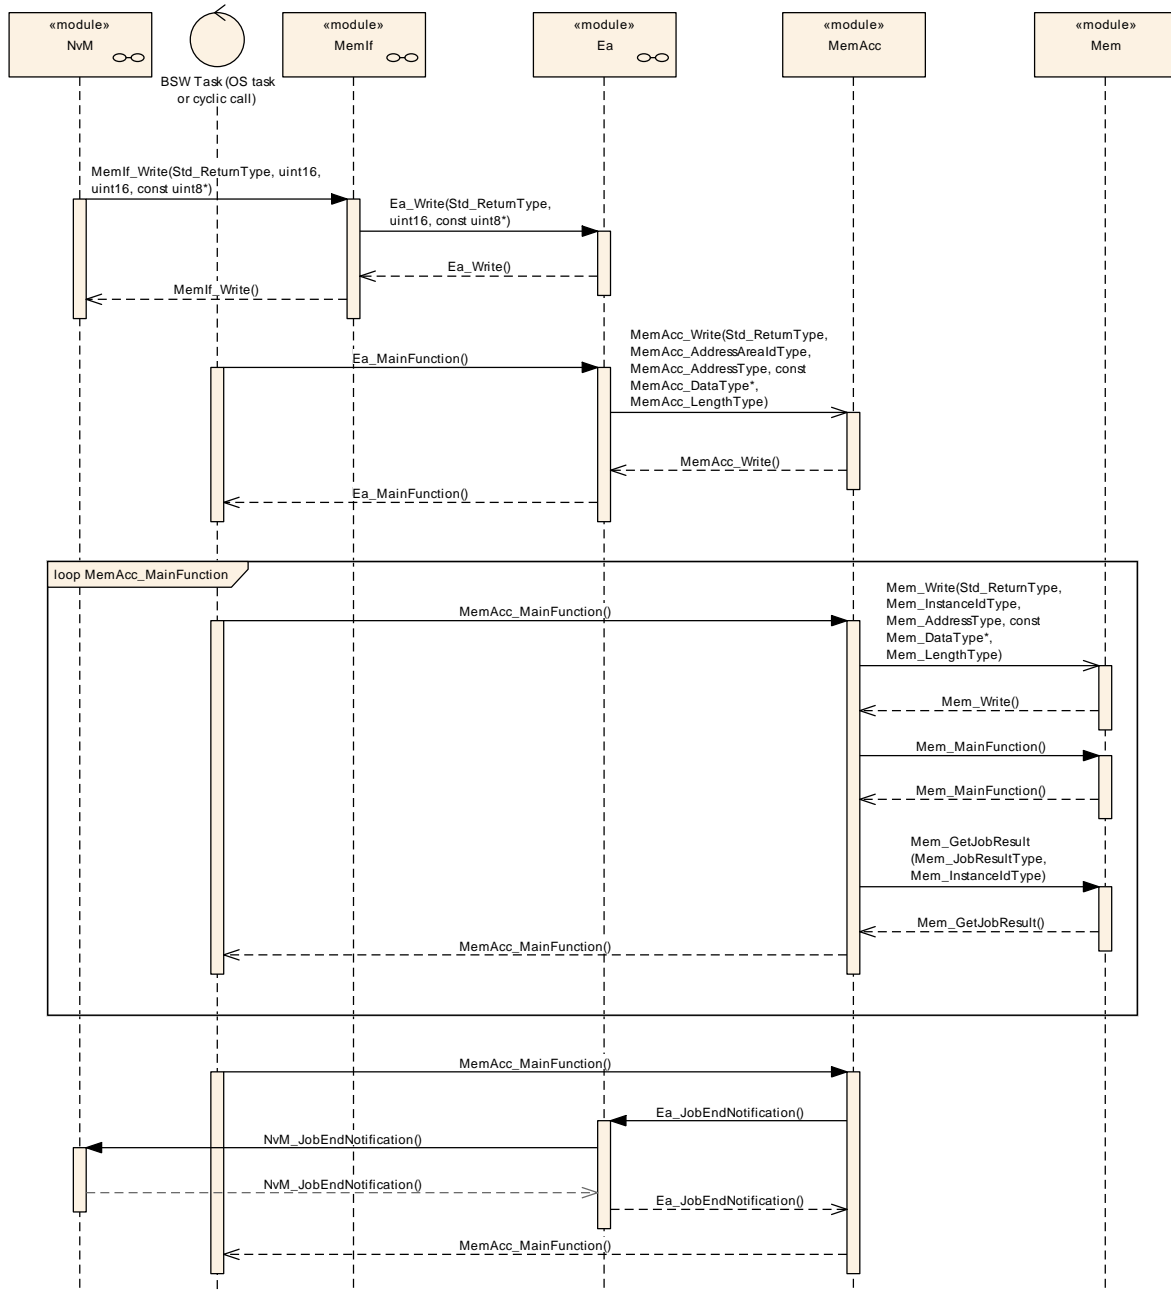 «module»
NvM
BSW Task (OS task
or cyclic call)
«module»
MemIf
«module»
Ea
«module»
MemAcc
«module»
Mem
MemIf_Write(Std_ReturnType, uint16,
uint16, const uint8*)
Ea_Write(Std_ReturnType,
uint16, const uint8*)
Ea_Write()
MemIf_Write()
MemAcc_Write(Std_ReturnType,
MemAcc_AddressAreaIdType,
MemAcc_AddressType, const
MemAcc_DataType*,
MemAcc_LengthType)
Ea_MainFunction()
MemAcc_Write()
Ea_MainFunction()
loop MemAcc_MainFunction
Mem_Write(Std_ReturnType,
Mem_InstanceIdType,
Mem_AddressType, const
Mem_DataType*,
Mem_LengthType)
MemAcc_MainFunction()
Mem_Write()
Mem_MainFunction()
Mem_MainFunction()
Mem_GetJobResult
(Mem_JobResultType,
Mem_InstanceIdType)
Mem_GetJobResult()
MemAcc_MainFunction()
MemAcc_MainFunction()
Ea_JobEndNotification()
NvM_JobEndNotification()
NvM_JobEndNotification()
Ea_JobEndNotification()
MemAcc_MainFunction()